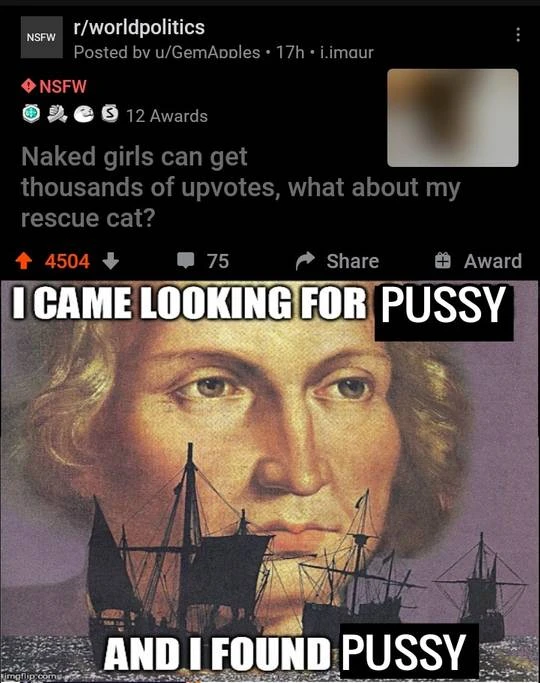 NSFW
r/worldpolitics
Posted by u/GemApples • 17h • i.imgur
NSFW
12 Awards
Naked girls can get
thousands of upvotes, what about my
rescue cat?
4504
75
Share
Award
I CAME LOOKING FOR PUSSY
AND I FOUND PUSSY
imgflip.com